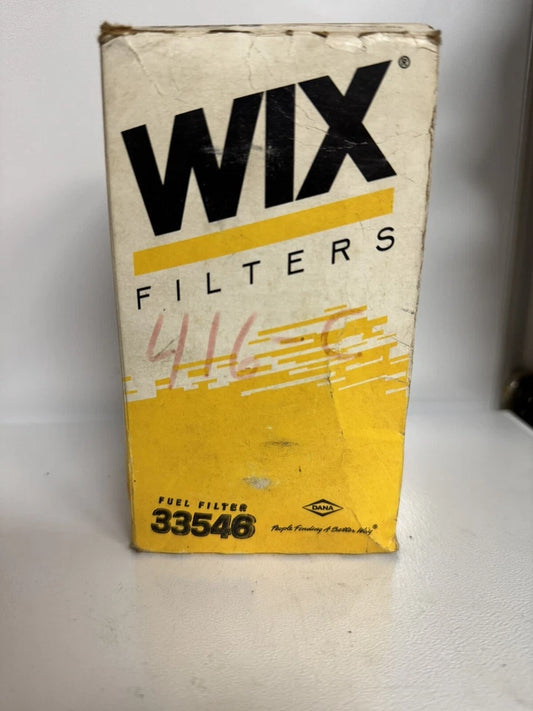 WIX®
FILTERS
416-C
FUEL FILTER
33546
DANA
People Finding A Better Way®